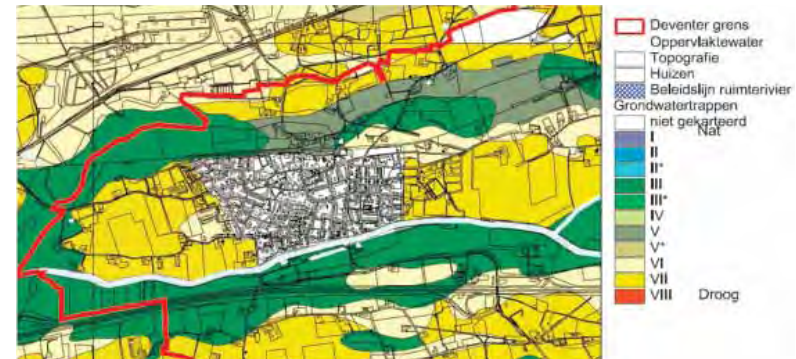 Deventer grens
Oppervlaktewater
Topografie
Huizen
Beleidslijn ruimterivier
Grondwatertrappen
niet gekarteerd
Nat
I
II
II*
III
III*
IV
V
V*
VI
VII
VIII Droog